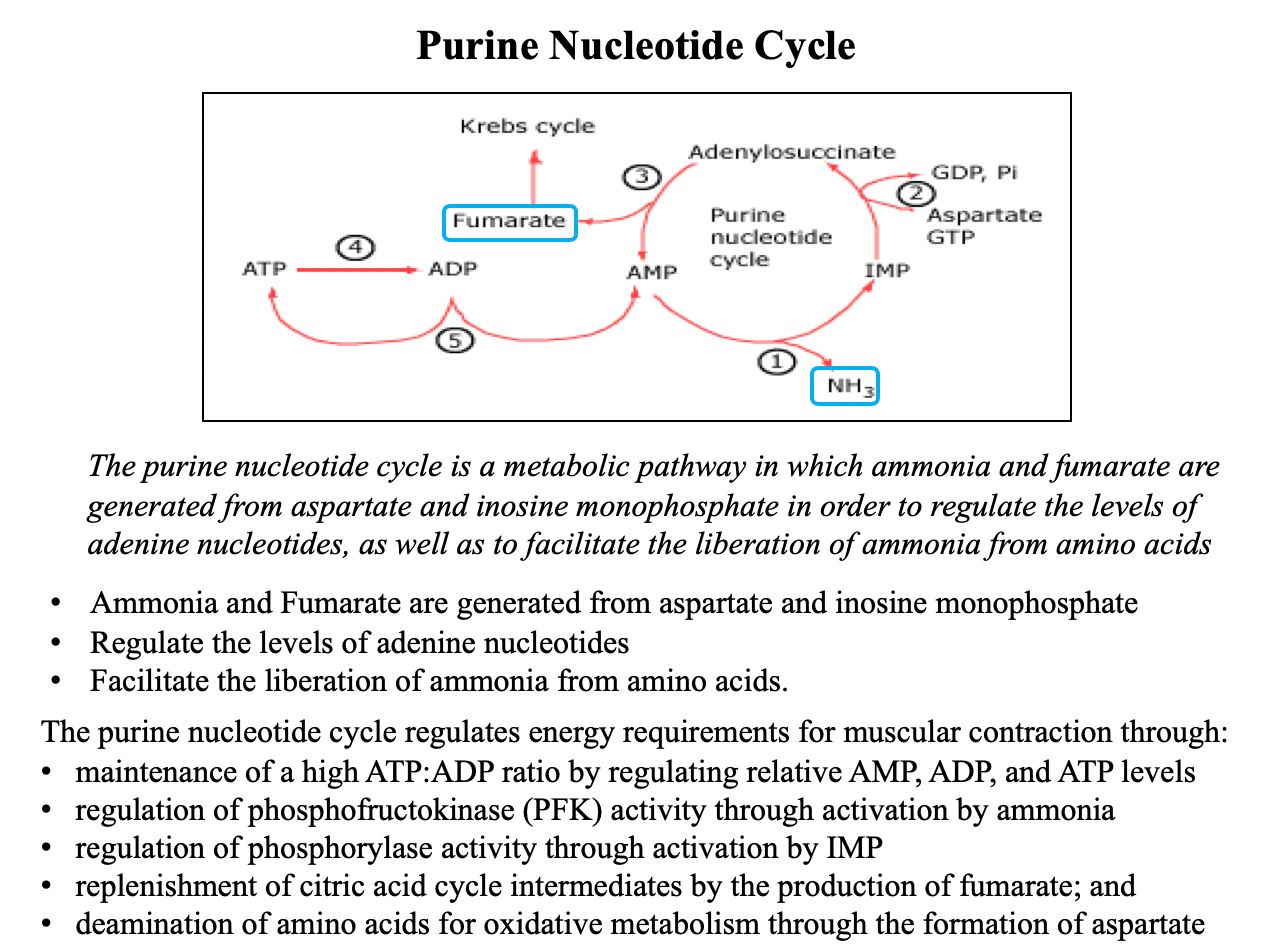 Purine Nucleotide Cycle
Krebs cycle
Adenylosuccinate
3
GDP, Pi
2
Fumarate
Purine
nucleotide
cycle
Aspartate
GTP
4
ATP
ADP
AMP
IMP
5
1
NH3
The purine nucleotide cycle is a metabolic pathway in which ammonia and fumarate are
generated from aspartate and inosine monophosphate in order to regulate the levels of
adenine nucleotides, as well as to facilitate the liberation of ammonia from amino acids
• Ammonia and Fumarate are generated from aspartate and inosine monophosphate
• Regulate the levels of adenine nucleotides
• Facilitate the liberation of ammonia from amino acids.
The purine nucleotide cycle regulates energy requirements for muscular contraction through:
• maintenance of a high ATP:ADP ratio by regulating relative AMP, ADP, and ATP levels
• regulation of phosphofructokinase (PFK) activity through activation by ammonia
• regulation of phosphorylase activity through activation by IMP
• replenishment of citric acid cycle intermediates by the production of fumarate; and
• deamination of amino acids for oxidative metabolism through the formation of aspartate